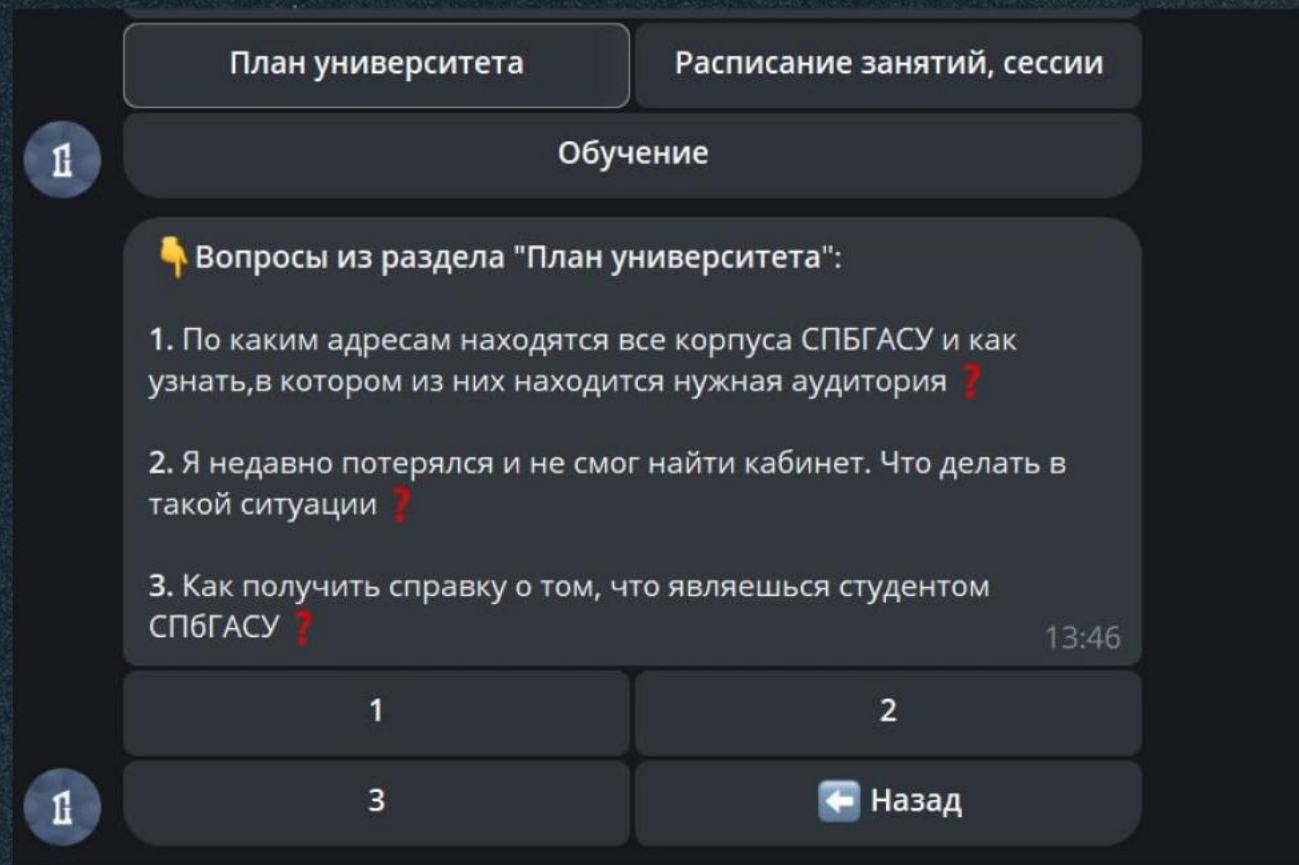 План университета
Расписание занятий, сессии
Обучение
👇Вопросы из раздела "План университета":
1. По каким адресам находятся все корпуса СПБГАСУ и как
узнать,в котором из них находится нужная аудитория ❓
2. Я недавно потерялся и не смог найти кабинет. Что делать в
такой ситуации ❓
3. Как получить справку о том, что являешься студентом
СПбГАСУ ❓
13:46
1
2
3
⬅️ Назад